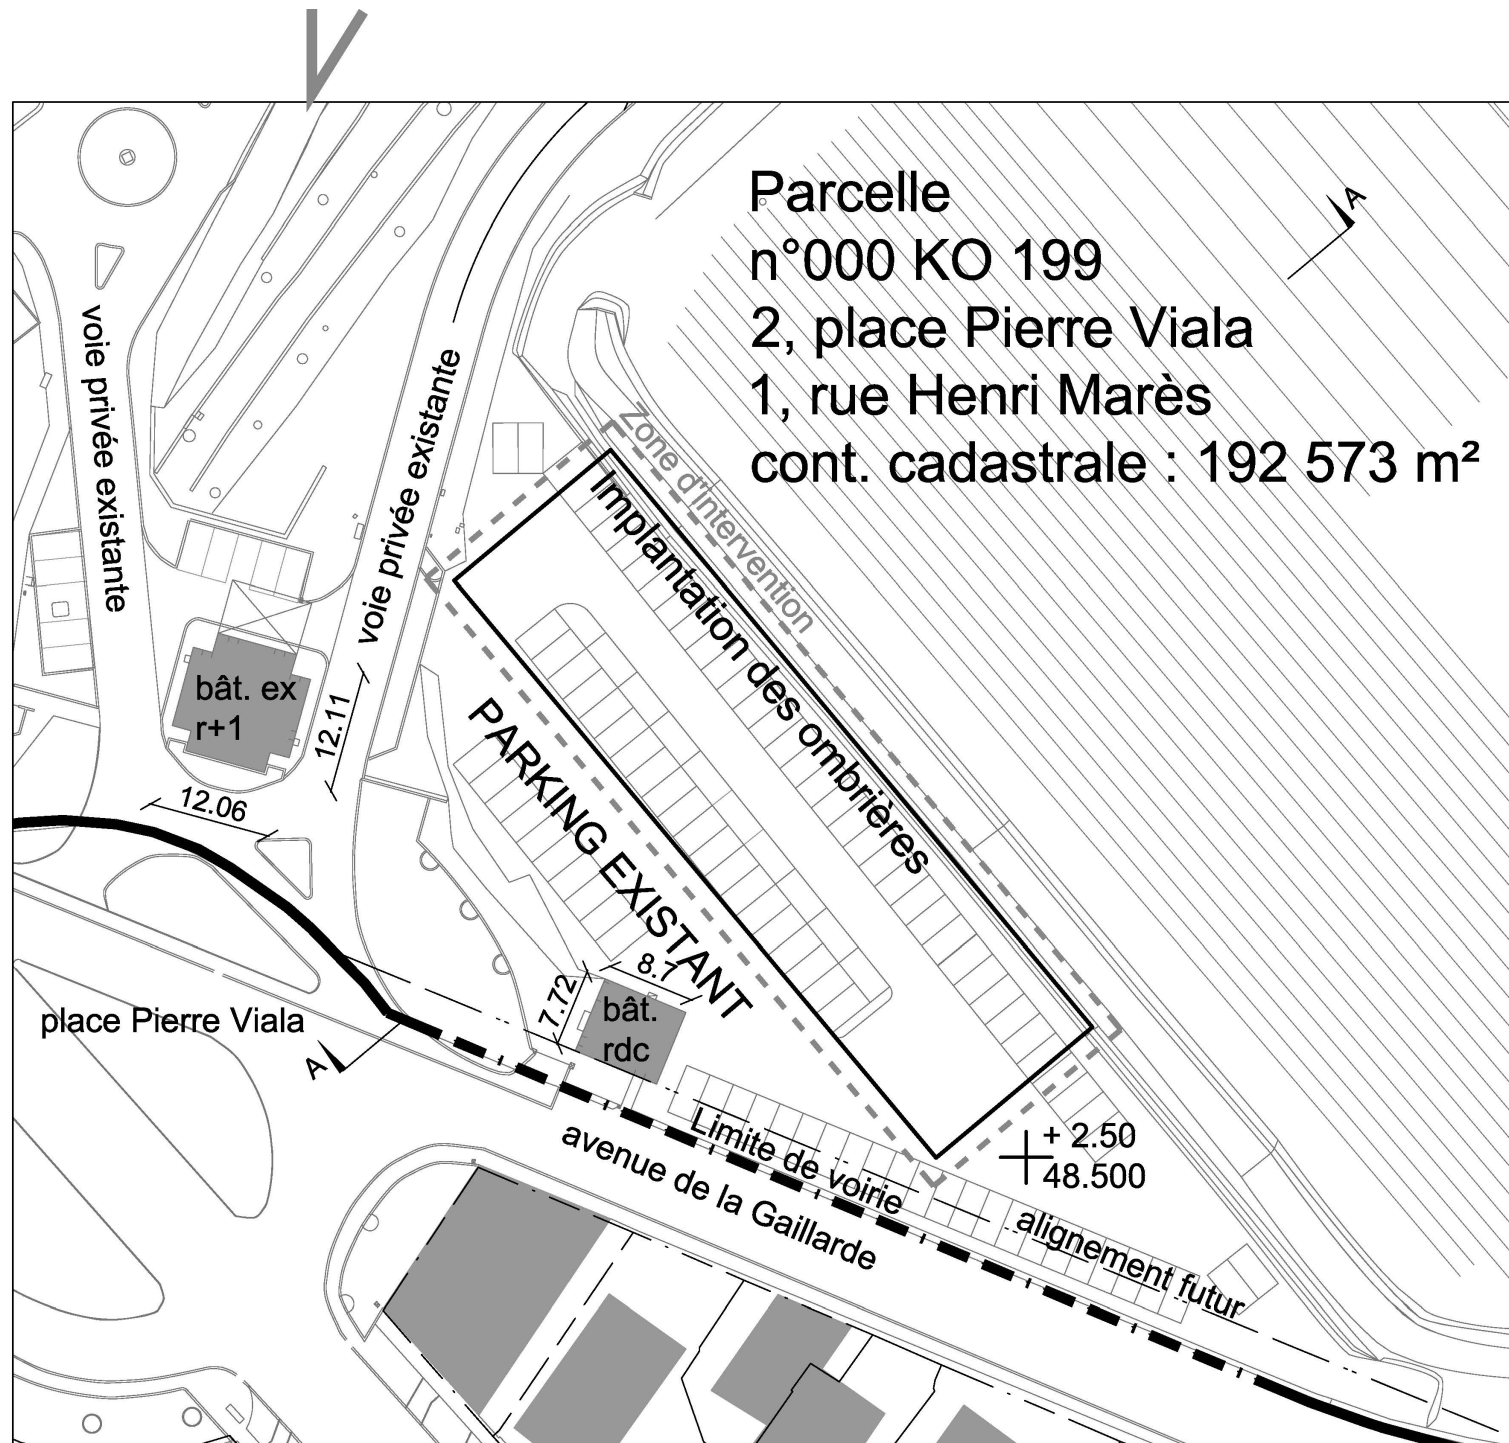 Parcelle
n°000 KO 199
2, place Pierre Viala
1, rue Henri Marès
cont. cadastrale : 192 573 m²
A
voie privée existante
voie privée existante
Zone d'Intervention
Implantation des ombrières
bât. ex
r+1
12.11
12.06
PARKING EXISTANT
8.7
7.72
bât.
rdc
place Pierre Viala
A
Limite de voirie
avenue de la Gaillarde
+ 2.50
48.500
alignement futur